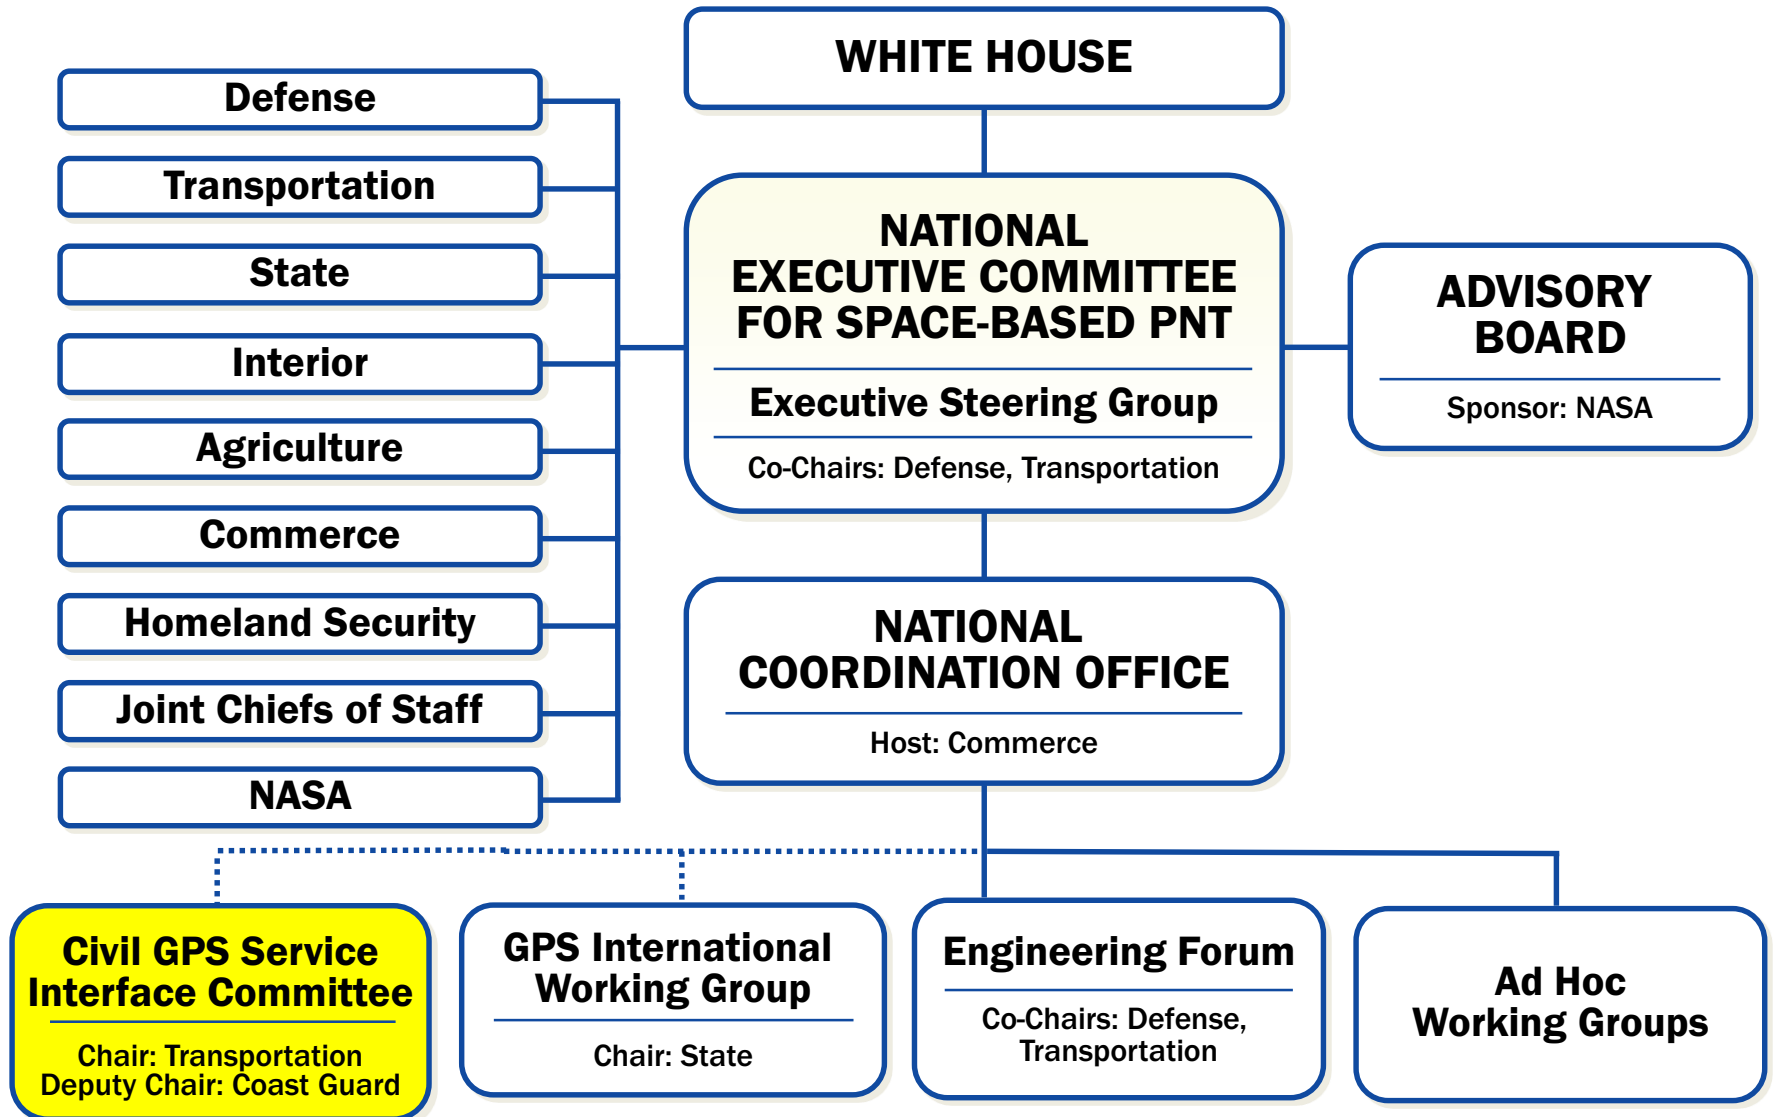 WHITE HOUSE
Defense
Transportation
State
Interior
Agriculture
Commerce
Homeland Security
Joint Chiefs of Staff
NASA
NATIONAL
EXECUTIVE COMMITTEE
FOR SPACE-BASED PNT
Executive Steering Group
Co-Chairs: Defense, Transportation
ADVISORY
BOARD
Sponsor: NASA
NATIONAL
COORDINATION OFFICE
Host: Commerce
Civil GPS Service
Interface Committee
Chair: Transportation
Deputy Chair: Coast Guard
GPS International
Working Group
Chair: State
Engineering Forum
Co-Chairs: Defense,
Transportation
Ad Hoc
Working Groups